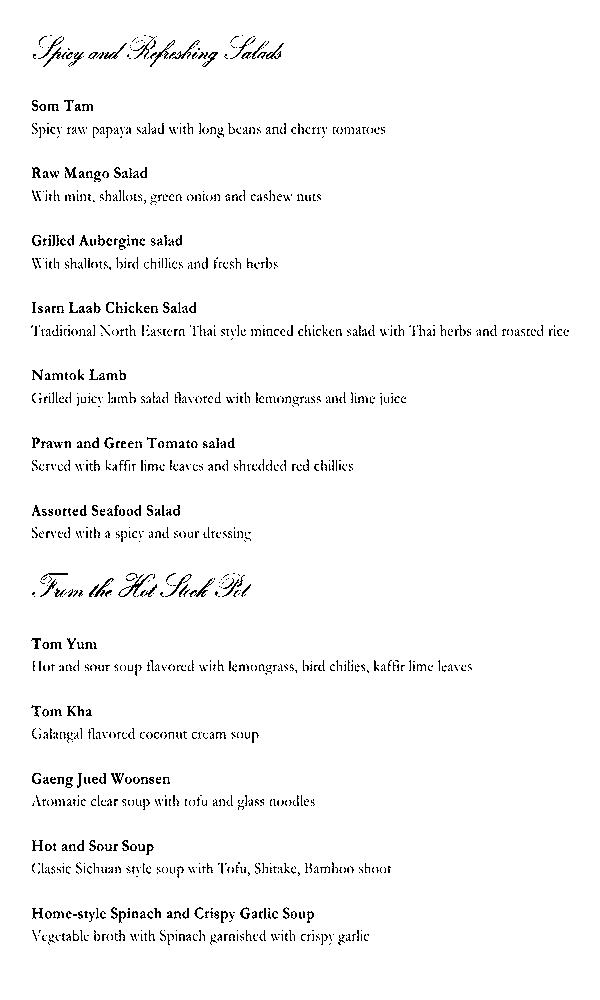 Spicy and Refreshing Salads
Som Tam
Spicy raw papaya salad with long beans and cherry tomatoes
Raw Mango Salad
With mint, shallots, green onion and cashew nuts
Grilled Aubergine salad
With shallots, bird chillies and fresh herbs
Isarn Laab Chicken Salad
Traditional North Eastern Thai style minced chicken salad with Thai herbs and roasted rice
Namtok Lamb
Grilled juicy lamb salad flavored with lemongrass and lime juice
Prawn and Green Tomato salad
Served with kaffir lime leaves and shredded red chillies
Assorted Seafood Salad
Served with a spicy and sour dressing
From the Hot Stock Pot
Tom Yum
Hot and sour soup flavored with lemongrass, bird chilies, kaffir lime leaves
Tom Kha
Galangal flavored coconut cream soup
Gaeng Jued Woonsen
Aromatic clear soup with tofu and glass noodles
Hot and Sour Soup
Classic Sichuan style soup with Tofu, Shitake, Bamboo shoot
Home-style Spinach and Crispy Garlic Soup
Vegetable broth with Spinach garnished with crispy garlic